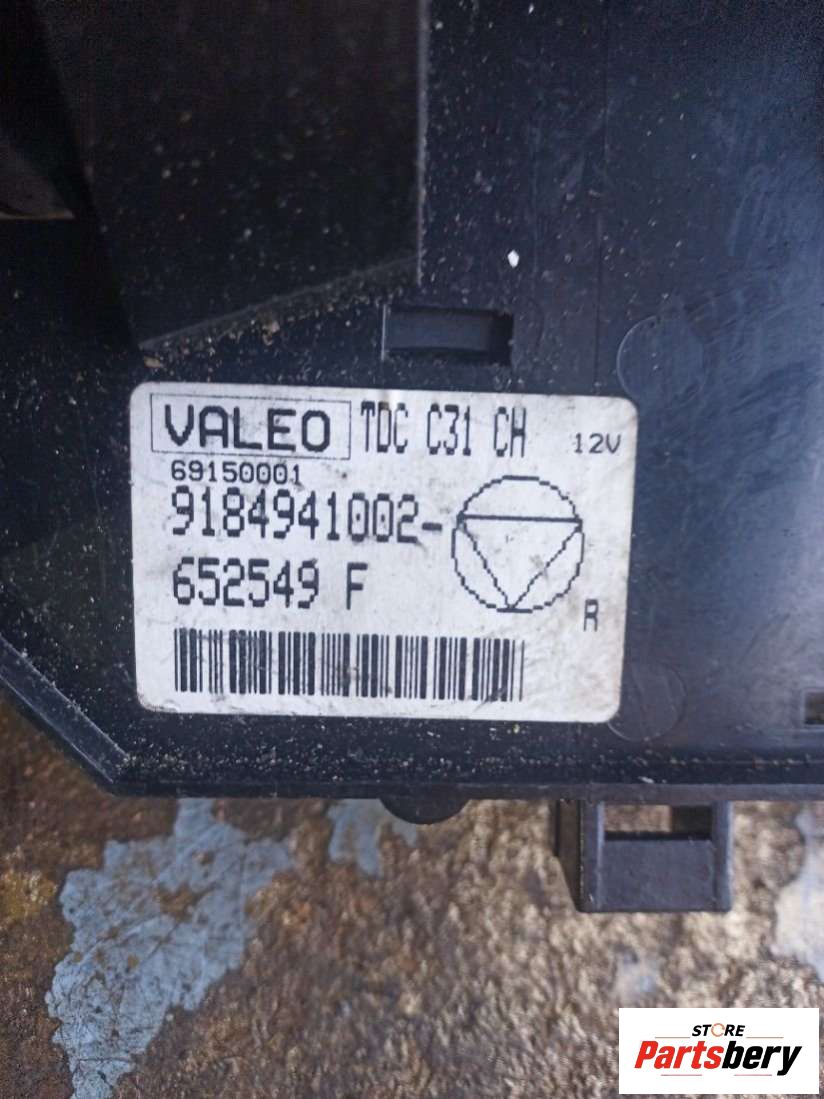 VALEO TDC C31 CH 12V
69150001
9184941002-
652549 F
R
STORE
Partsbery